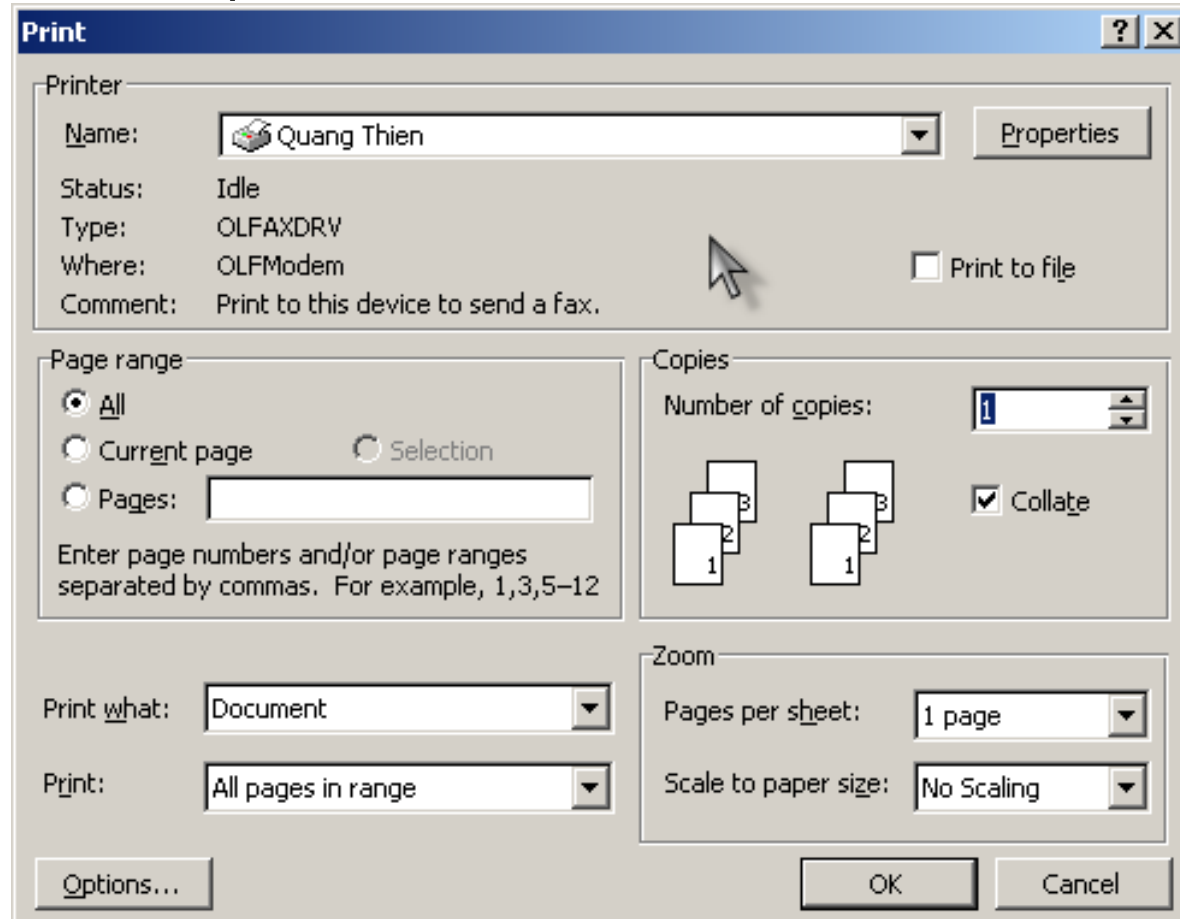 Print
Printer
Name: Quang Thien Properties
Status: Idle
Type: OLFAXDRV
Where: OLFModem Print to file
Comment: Print to this device to send a fax.
Page range
All
Current page Selection
Pages:
Enter page numbers and/or page ranges
separated by commas. For example, 1,3,5–12
Copies
Number of copies: 1
3 3
2 2
1 1
Collate
Print what: Document
Print: All pages in range
Zoom
Pages per sheet: 1 page
Scale to paper size: No Scaling
Options... OK Cancel